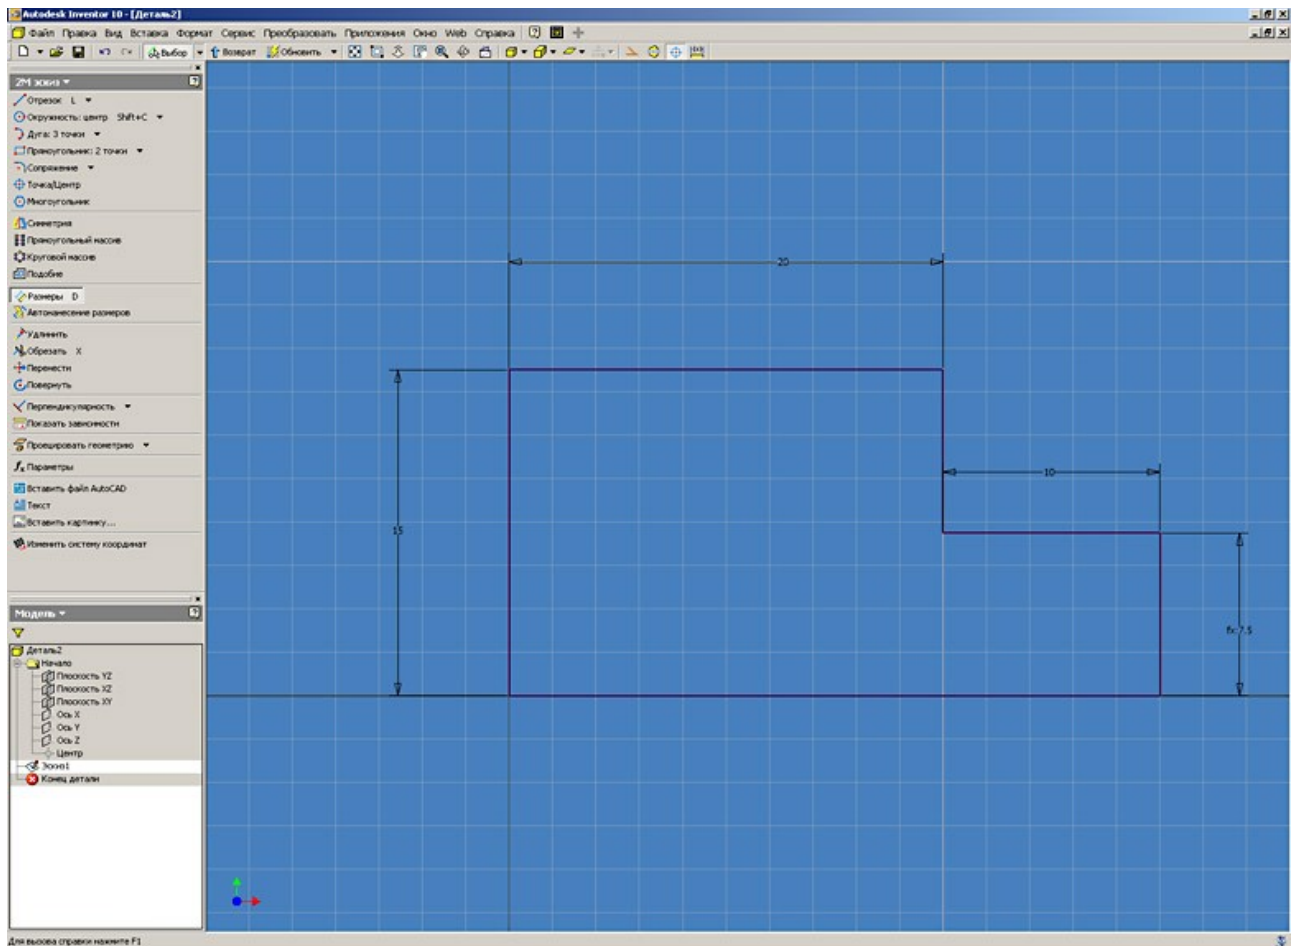 Autodesk Inventor 10 - [Деталь2]
Файл Правка Вид Вставка Формат Сервис Преобразовать Приложения Окно Web Справка
Выбор Возврат Обновить
2М эскиз
Отрезок L
Окружность: центр Shift+C
Дуга: 3 точки
Прямоугольник: 2 точки
Сопряжение
Точка/Центр
Многоугольник
Симметрия
Прямоугольный массив
Круговой массив
Подобие
Размеры D
Автонанесение размеров
Удлинить
Обрезать X
Перенести
Повернуть
Перпендикулярность
Показать зависимости
Проецировать геометрию
fx Параметры
Вставить файл AutoCAD
Текст
Вставить картинку...
Изменить систему координат
20
10
15
fx:7.5
Модель
Деталь2
Начало
Плоскость YZ
Плоскость XZ
Плоскость XY
Ось X
Ось Y
Ось Z
Центр
Эскиз1
Конец детали
Для вызова справки нажмите F1